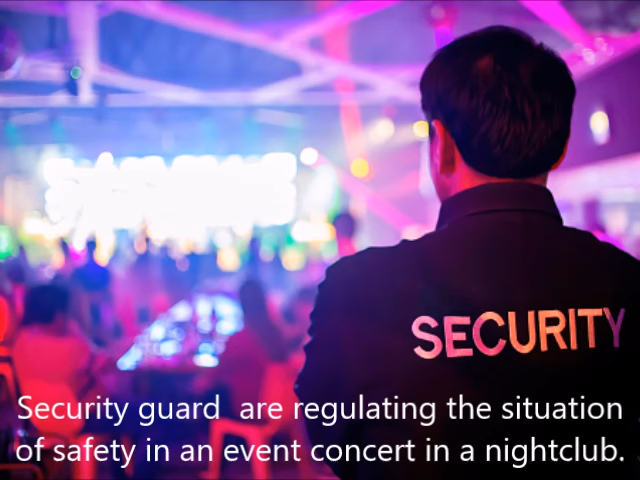 SECURITY
Security guard  are regulating the situation
of safety in an event concert in a nightclub.